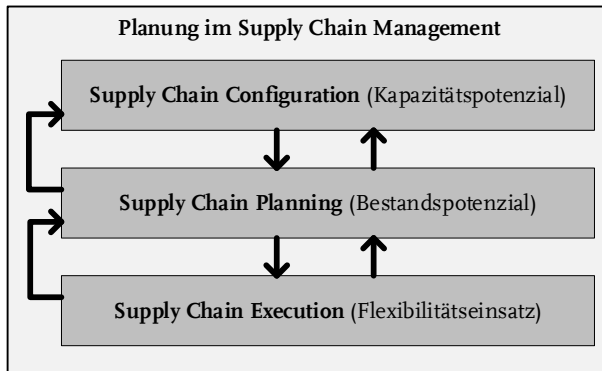 Planung im Supply Chain Management
Supply Chain Configuration (Kapazitätspotenzial)
Supply Chain Planning (Bestandspotenzial)
Supply Chain Execution (Flexibilitätseinsatz)